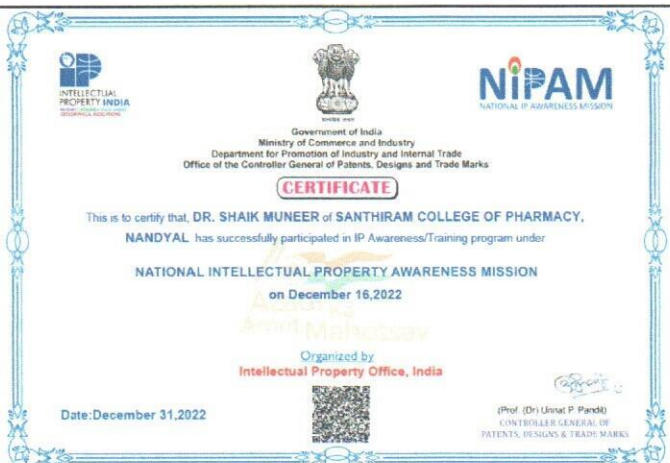 INTELLECTUAL
PROPERTY INDIA
GEOGRAPHICAL INDICATIONS
NIPAM
NATIONAL IP AWARENESS MISSION
Government of India
Ministry of Commerce and Industry
Department for Promotion of Industry and Internal Trade
Office of the Controller General of Patents, Designs and Trade Marks
CERTIFICATE
This is to certify that, DR. SHAIK MUNEER of SANTHIRAM COLLEGE OF PHARMACY,
NANDYAL has successfully participated in IP Awareness/Training program under
NATIONAL INTELLECTUAL PROPERTY AWARENESS MISSION
on December 16,2022
Azadi Ka
Amrit Mahotsav
Organized by
Intellectual Property Office, India
Date:December 31,2022
(Prof. (Dr) Unnat P. Pandit)
CONTROLLER GENERAL OF
PATENTS, DESIGNS & TRADE MARKS